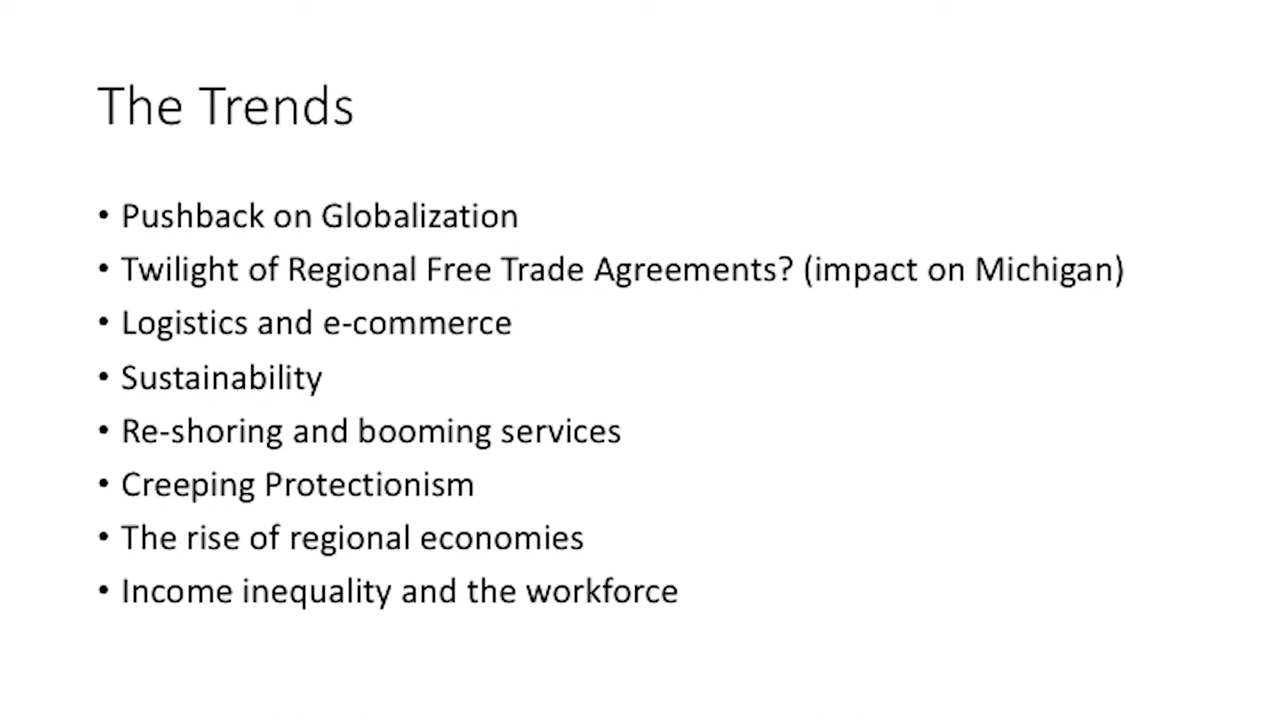 The Trends
• Pushback on Globalization
• Twilight of Regional Free Trade Agreements? (impact on Michigan)
• Logistics and e-commerce
• Sustainability
• Re-shoring and booming services
• Creeping Protectionism
• The rise of regional economies
• Income inequality and the workforce